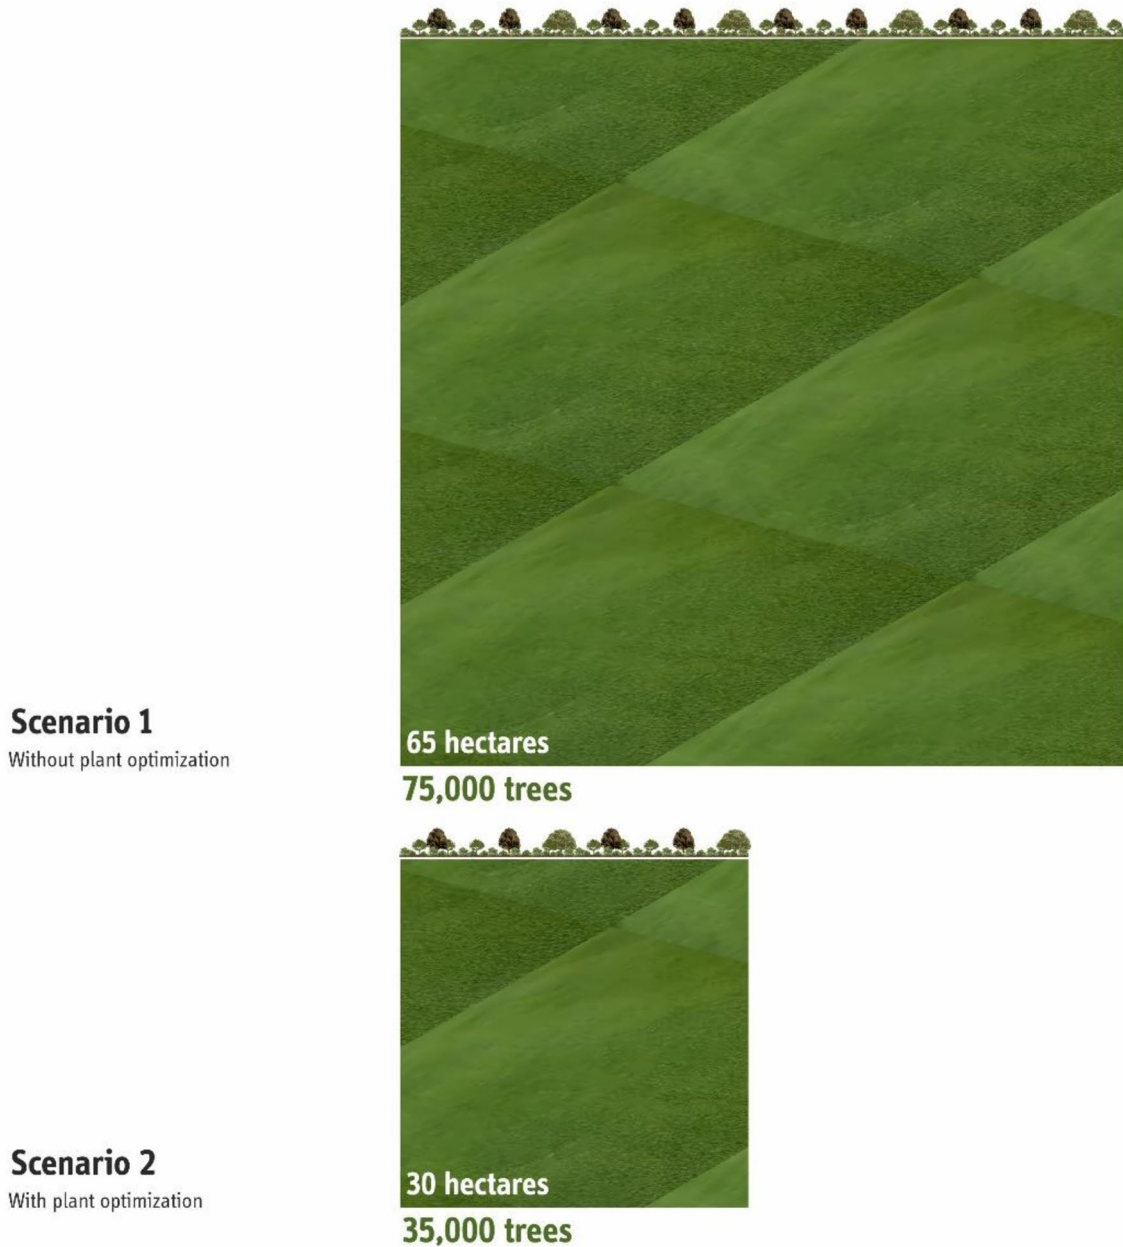 65 hectares
Scenario 1
Without plant optimization
75,000 trees
30 hectares
Scenario 2
With plant optimization
35,000 trees